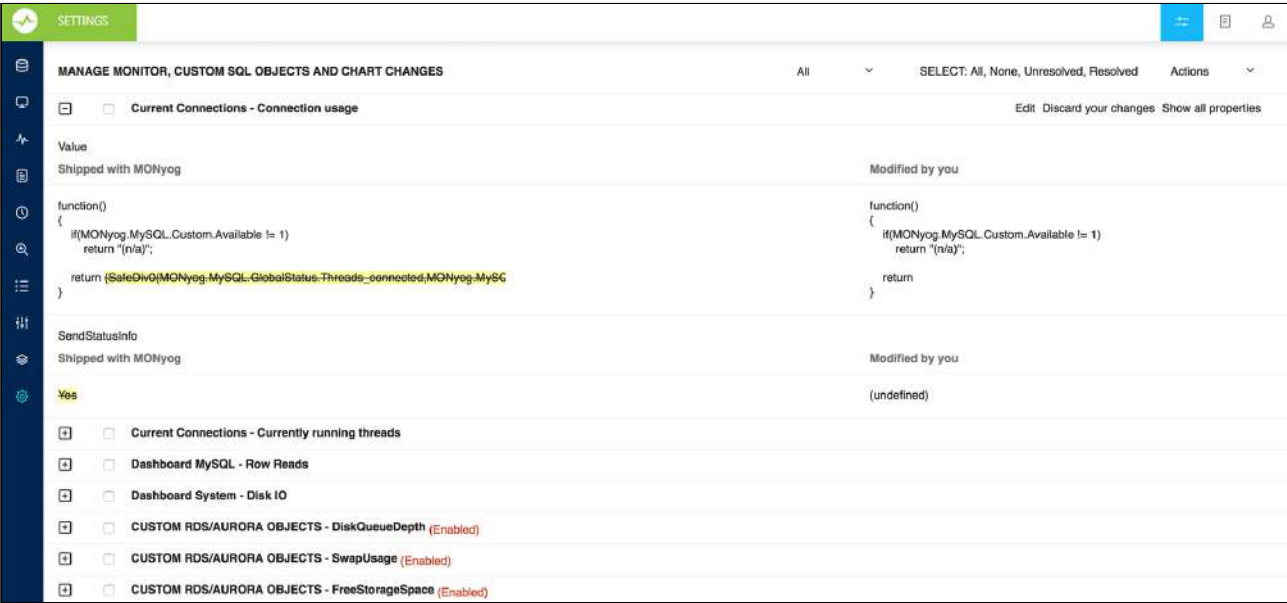 SETTINGS
MANAGE MONITOR, CUSTOM SQL OBJECTS AND CHART CHANGES All SELECT: All, None, Unresolved, Resolved Actions
Current Connections - Connection usage Edit Discard your changes Show all properties
Value
Shipped with MONyog Modified by you
function() function()
{ {
if(MONyog.MySQL.Custom.Available != 1) if(MONyog.MySQL.Custom.Available != 1)
return "(n/a)"; return "(n/a)";
return (SafeDiv0(MONyog.MySQL.GlobalStatus.Threads_connected,MONyog.MySC return
} }
SendStatusInfo
Shipped with MONyog Modified by you
Yes (undefined)
Current Connections - Currently running threads
Dashboard MySQL - Row Reads
Dashboard System - Disk IO
CUSTOM RDS/AURORA OBJECTS - DiskQueueDepth (Enabled)
CUSTOM RDS/AURORA OBJECTS - SwapUsage (Enabled)
CUSTOM RDS/AURORA OBJECTS - FreeStorageSpace (Enabled)